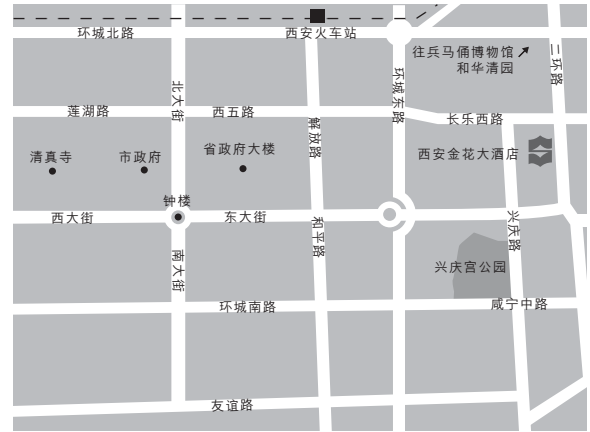 环城北路
西安火车站
往兵马俑博物馆
和华清园
二环路
北大街
环城东路
莲湖路
西五路
长乐西路
解放路
清真寺
市政府
省政府大楼
西安金花大酒店
钟楼
西大街
东大街
和平路
兴庆路
南大街
兴庆宫公园
环城南路
咸宁中路
友谊路